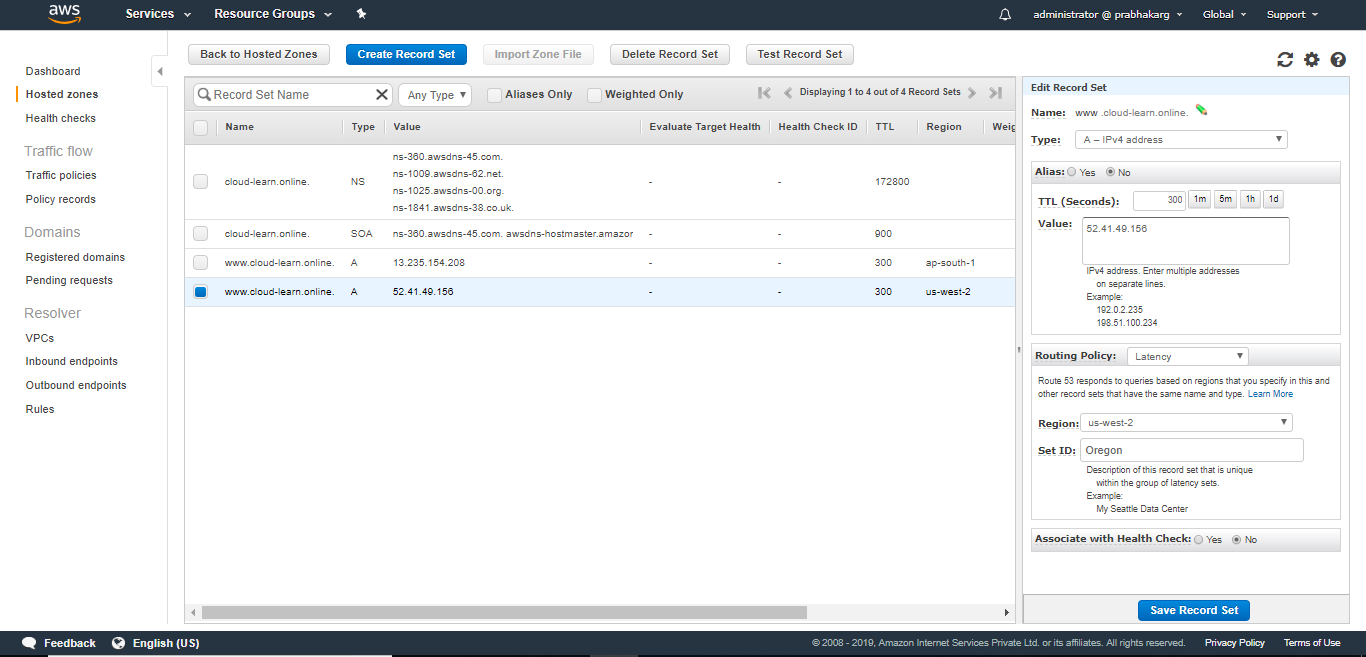 aws Services Resource Groups administrator @ prabhakarg Global Support
Back to Hosted Zones Create Record Set Import Zone File Delete Record Set Test Record Set
Dashboard
Hosted zones
Health checks
Traffic flow
Traffic policies
Policy records
Domains
Registered domains
Pending requests
Resolver
VPCs
Inbound endpoints
Outbound endpoints
Rules
Record Set Name Any Type Aliases Only Weighted Only Displaying 1 to 4 out of 4 Record Sets
Name Type Value Evaluate Target Health Health Check ID TTL Region Weig
ns-360.awsdns-45.com.
ns-1009.awsdns-62.net.
cloud-learn.online. NS - - 172800
ns-1025.awsdns-00.org.
ns-1841.awsdns-38.co.uk.
cloud-learn.online. SOA ns-360.awsdns-45.com. awsdns-hostmaster.amazor - - 900
www.cloud-learn.online. A 13.235.154.208 - - 300 ap-south-1
www.cloud-learn.online. A 52.41.49.156 - - 300 us-west-2
Edit Record Set
Name: www .cloud-learn.online.
Type: A – IPv4 address
Alias: Yes No
TTL (Seconds): 300 1m 5m 1h 1d
Value: 52.41.49.156
IPv4 address. Enter multiple addresses
on separate lines.
Example:
192.0.2.235
198.51.100.234
Routing Policy: Latency
Route 53 responds to queries based on regions that you specify in this and
other record sets that have the same name and type. Learn More
Region: us-west-2
Set ID: Oregon
Description of this record set that is unique
within the group of latency sets.
Example:
My Seattle Data Center
Associate with Health Check: Yes No
Save Record Set
Feedback English (US) © 2008 - 2019, Amazon Internet Services Private Ltd. or its affiliates. All rights reserved. Privacy Policy Terms of Use